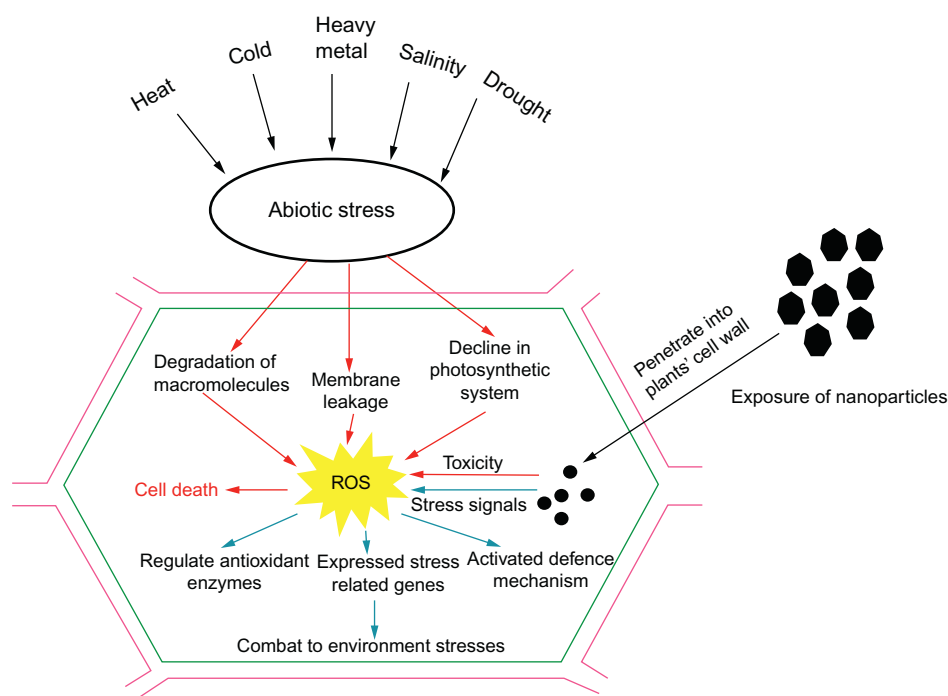 Heat
Cold
Heavy
metal
Salinity
Drought
Abiotic stress
Penetrate into
plants’ cell wall
Exposure of nanoparticles
Degradation of
macromolecules
Membrane
leakage
Decline in
photosynthetic
system
ROS
Toxicity
Stress signals
Cell death
Regulate antioxidant
enzymes
Expressed stress
related genes
Activated defence
mechanism
Combat to environment stresses